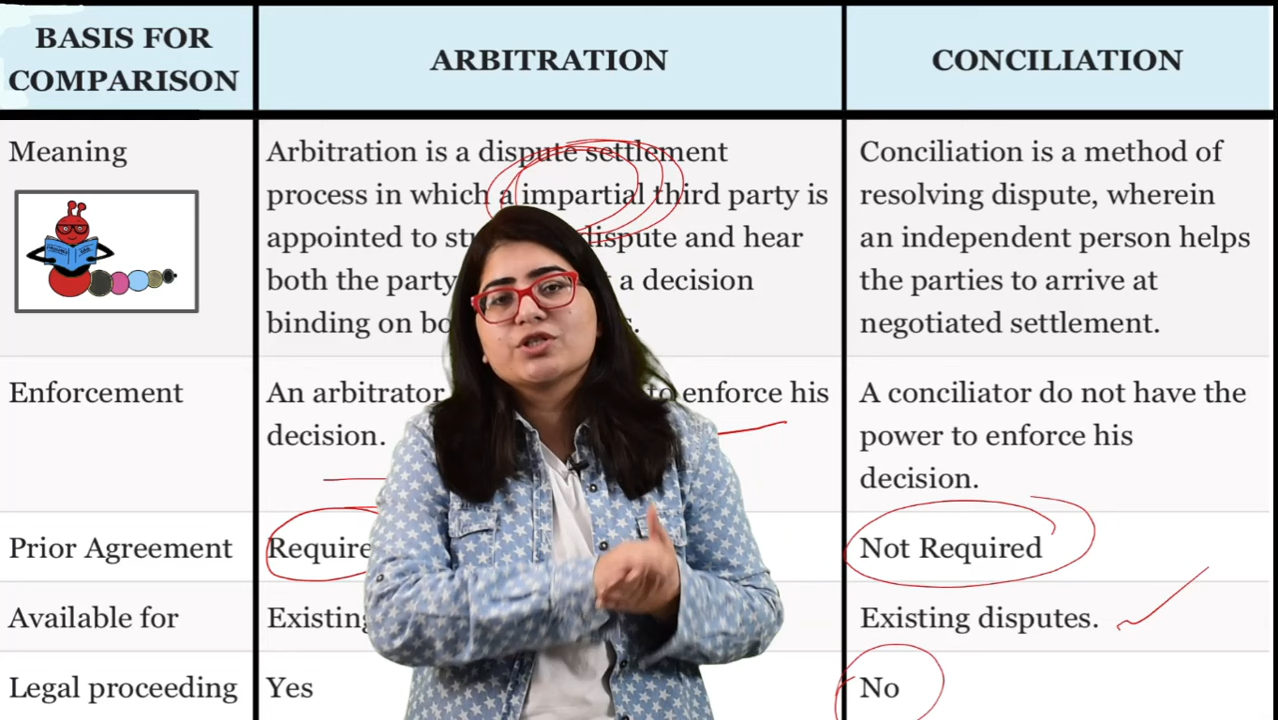 BASIS FOR
COMPARISON
ARBITRATION
CONCILIATION
Meaning
Arbitration is a dispute settlement
process in which a impartial third party is
appointed to dispute and hear
both the party a decision
binding on
Conciliation is a method of
resolving dispute, wherein
an independent person helps
the parties to arrive at
negotiated settlement.
Enforcement
An arbitrator to enforce his
decision.
A conciliator do not have the
power to enforce his
decision.
Prior Agreement
Require
Not Required
Available for
Existing
Existing disputes.
Legal proceeding
Yes
No